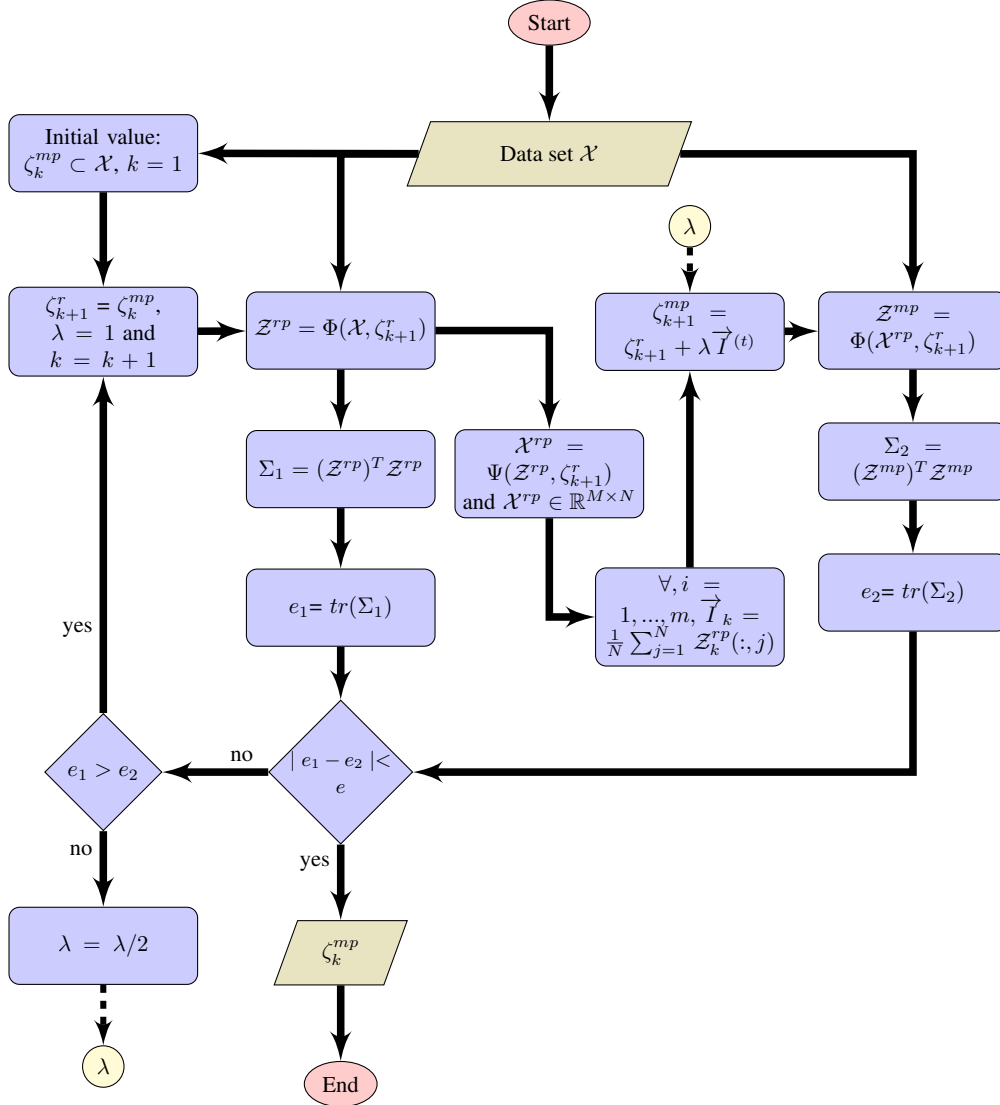 Start
Data set 𝒳
Initial value:
ζ_k^{mp} ⊂ 𝒳, k = 1
λ
ζ_{k+1}^r = ζ_k^{mp},
λ = 1 and
k = k + 1
𝒵^{rp} = Φ(𝒳, ζ_{k+1}^r)
ζ_{k+1}^{mp} =
ζ_{k+1}^r + λ\overrightarrow{I}^{(t)}
𝒵^{mp} =
Φ(𝒳^{rp}, ζ_{k+1}^r)
Σ_1 = (𝒵^{rp})^T 𝒵^{rp}
𝒳^{rp} =
Ψ(𝒵^{rp}, ζ_{k+1}^r)
and 𝒳^{rp} ∈ ℝ^{M×N}
Σ_2 =
(𝒵^{mp})^T 𝒵^{mp}
e_1= tr(Σ_1)
∀, i =
1, ..., m, \overrightarrow{I}_k =
\frac{1}{N} ∑_{j=1}^N 𝒵_k^{rp}(:, j)
e_2= tr(Σ_2)
yes
e_1 > e_2
no
| e_1 − e_2 |<
e
no
yes
λ = λ/2
ζ_k^{mp}
λ
End